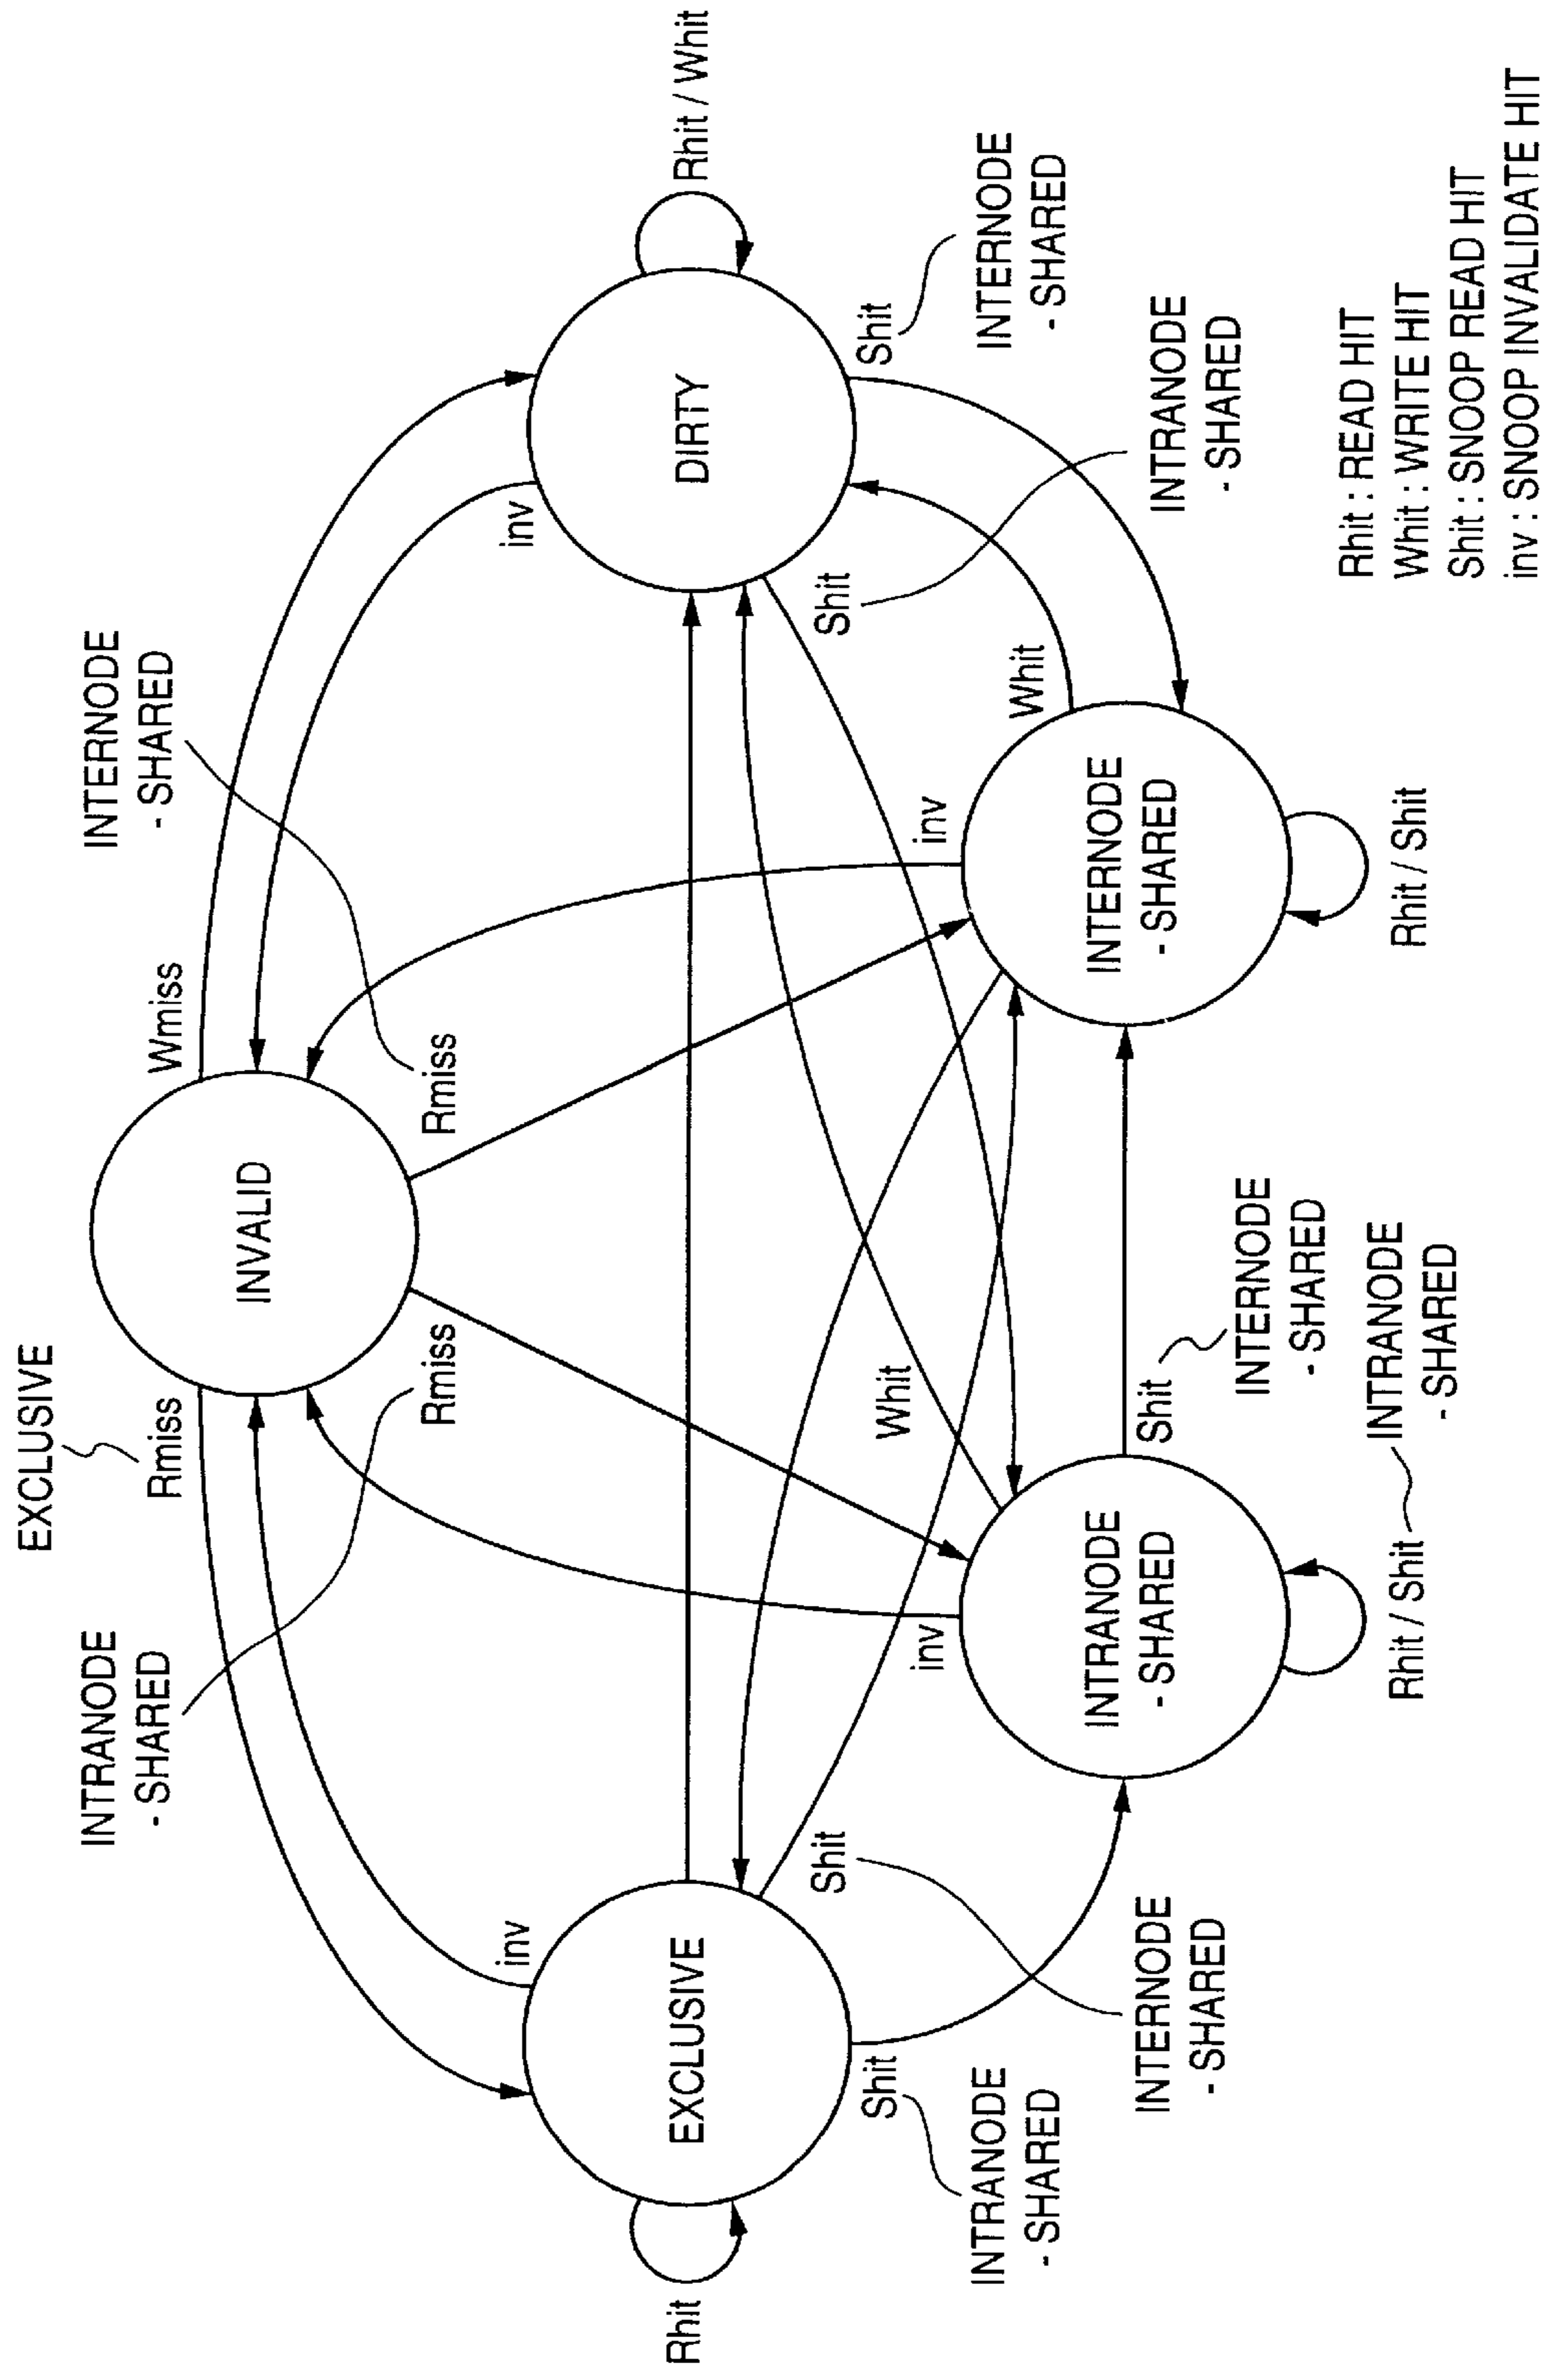 EXCLUSIVE
Rmiss
Wmiss
INTRANODE
- SHARED
INTERNODE
- SHARED
INVALID
Rmiss
Rmiss
inv
inv
Rhit
EXCLUSIVE
DIRTY
Rhit / Whit
Shit
INTRANODE
- SHARED
Shit
INTERNODE
- SHARED
Whit
inv
inv
Whit
Shit
INTRANODE
- SHARED
Shit
INTERNODE
- SHARED
INTRANODE
- SHARED
INTERNODE
- SHARED
Shit
INTERNODE
- SHARED
Rhit / Shit
INTRANODE
- SHARED
Rhit / Shit
Rhit : READ HIT
Whit : WRITE HIT
Shit : SNOOP READ HIT
inv : SNOOP INVALIDATE HIT